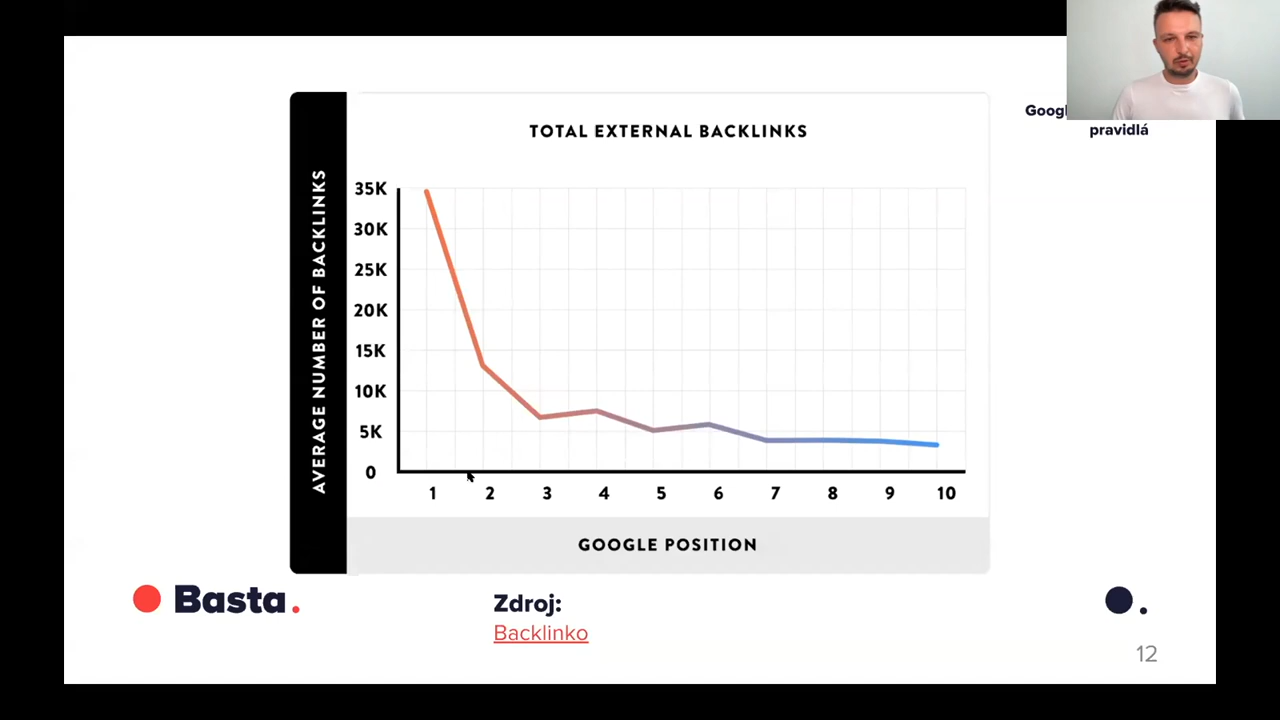 TOTAL EXTERNAL BACKLINKS
pravidlá
AVERAGE NUMBER OF BACKLINKS
35K
30K
25K
20K
15K
10K
5K
0
1 2 3 4 5 6 7 8 9 10
GOOGLE POSITION
Basta.
Zdroj:
Backlinko
12